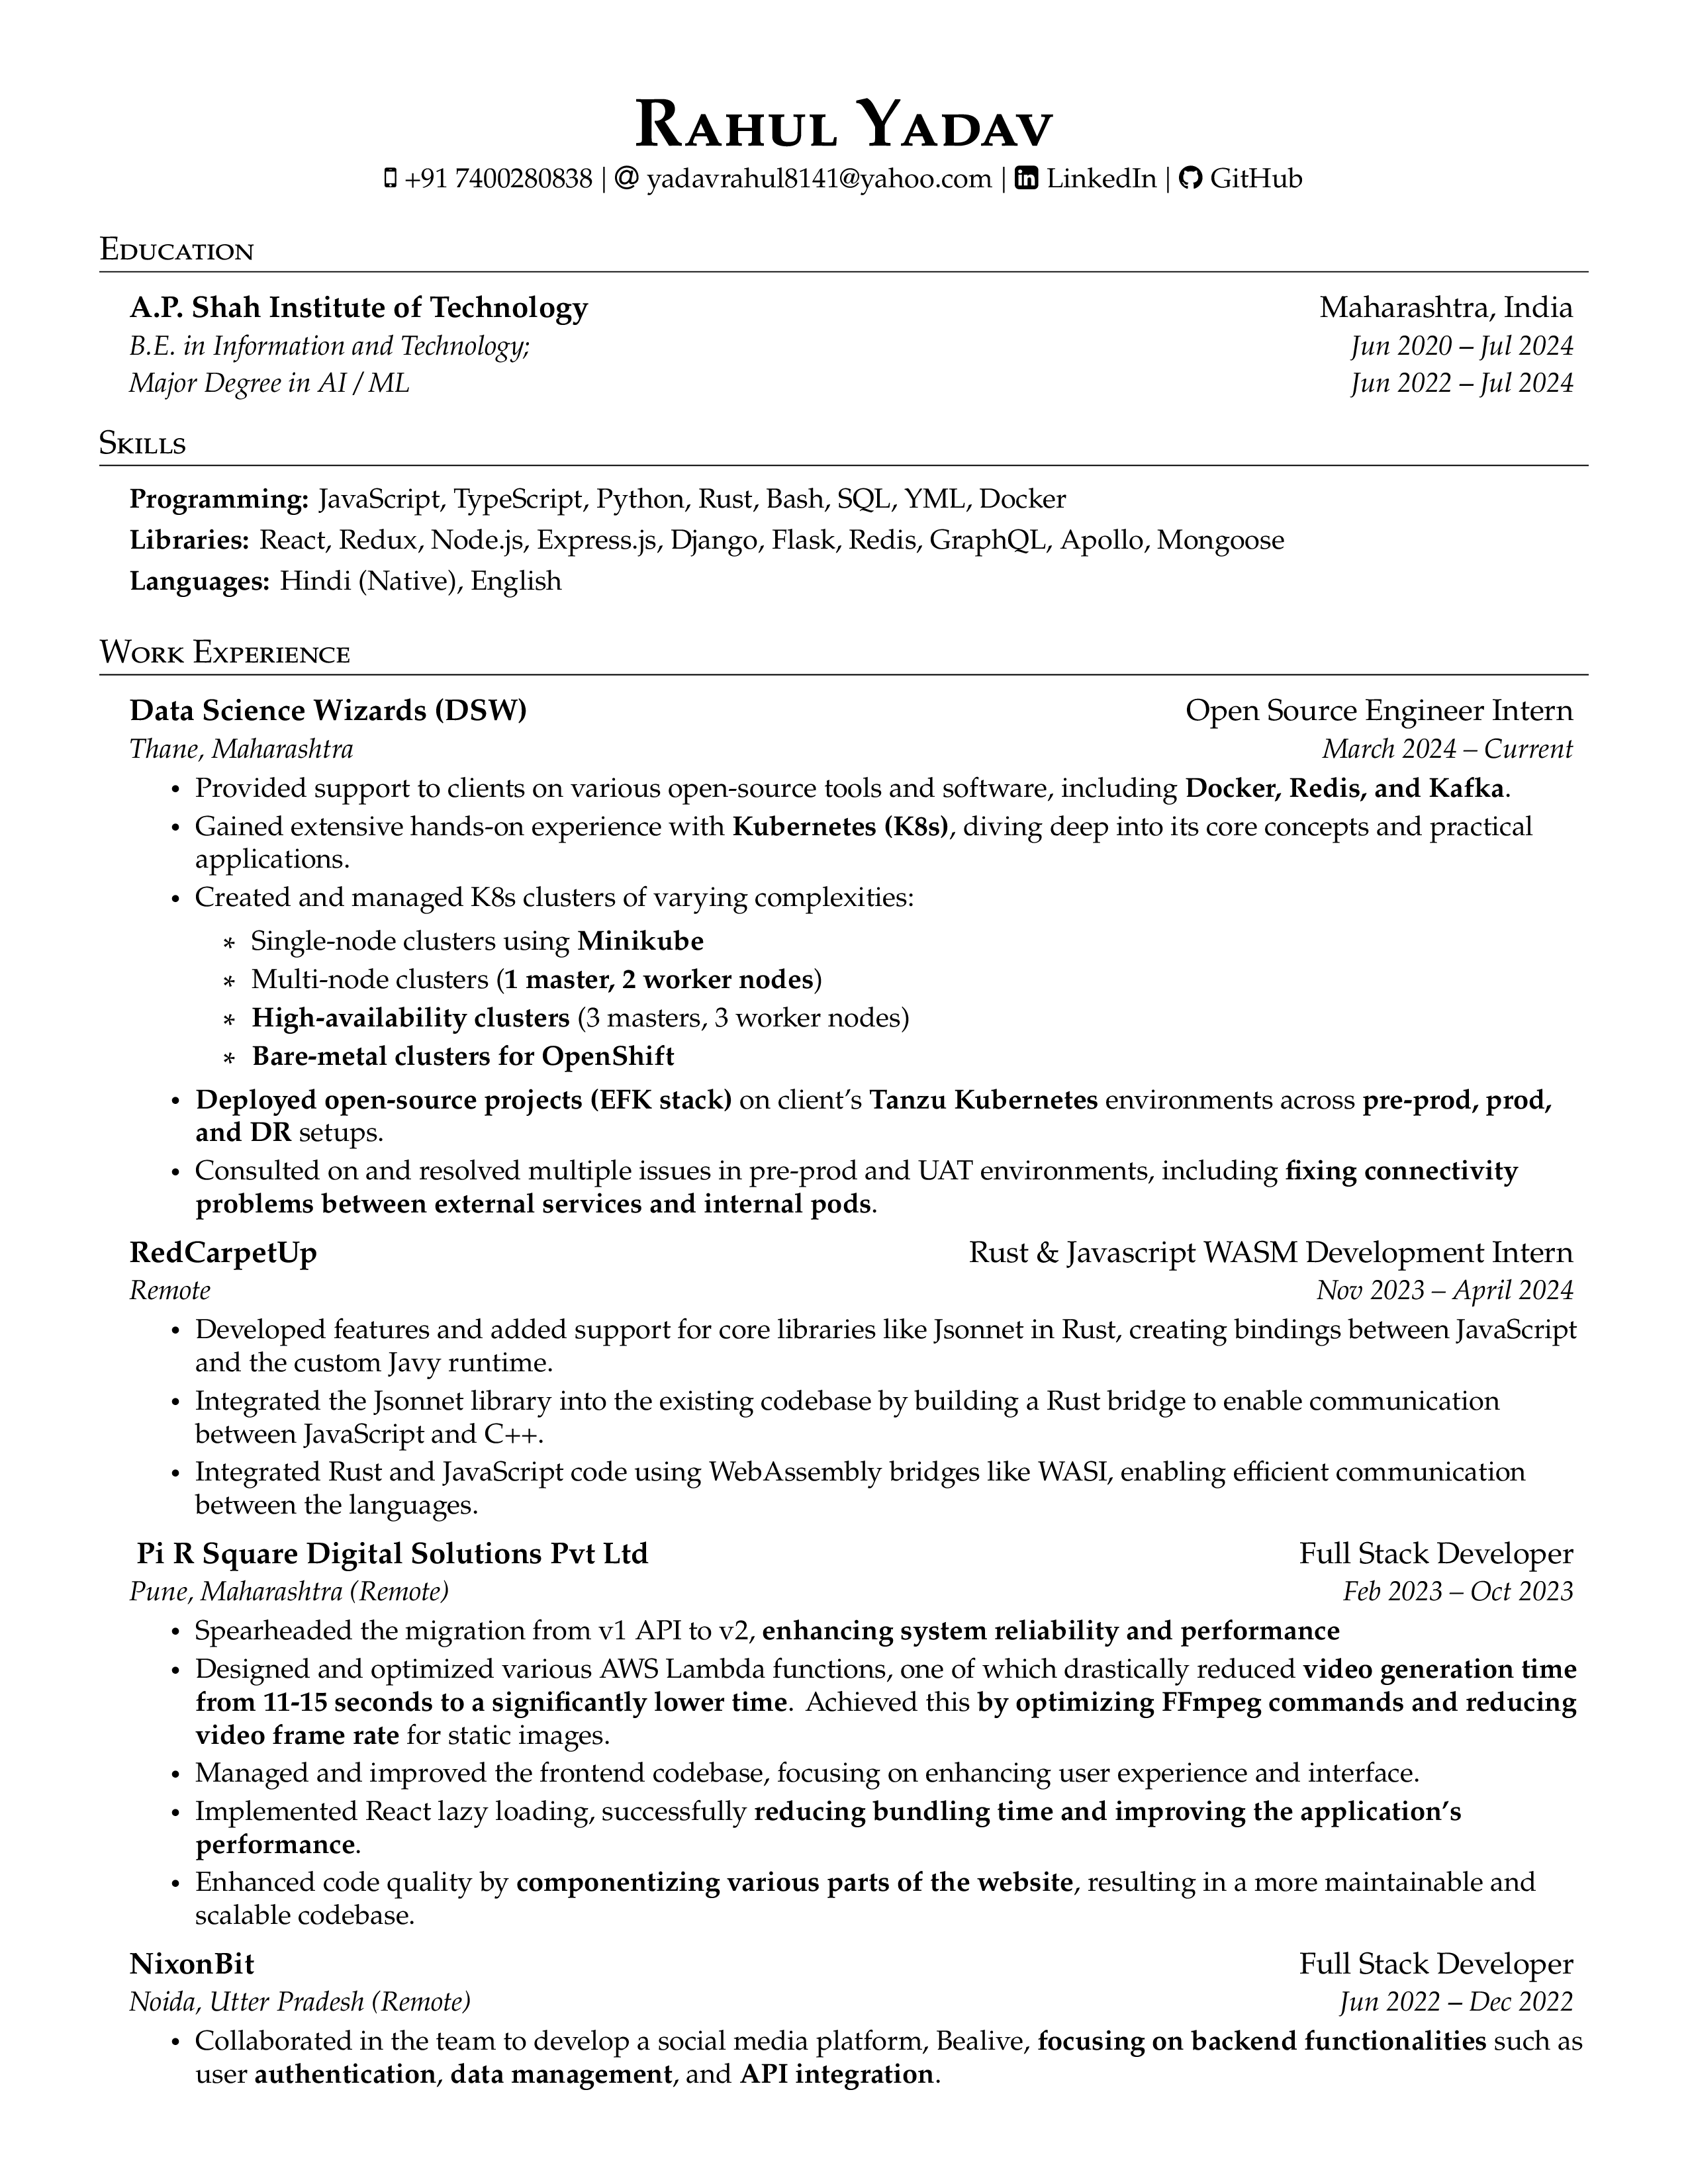 Rahul Yadav
+91 7400280838 | @ yadavrahul8141@yahoo.com | in LinkedIn | GitHub
Education
A.P. Shah Institute of Technology Maharashtra, India
B.E. in Information and Technology; Jun 2020 – Jul 2024
Major Degree in AI / ML Jun 2022 – Jul 2024
Skills
Programming: JavaScript, TypeScript, Python, Rust, Bash, SQL, YML, Docker
Libraries: React, Redux, Node.js, Express.js, Django, Flask, Redis, GraphQL, Apollo, Mongoose
Languages: Hindi (Native), English
Work Experience
Data Science Wizards (DSW) Open Source Engineer Intern
Thane, Maharashtra March 2024 – Current
• Provided support to clients on various open-source tools and software, including Docker, Redis, and Kafka.
• Gained extensive hands-on experience with Kubernetes (K8s), diving deep into its core concepts and practical
applications.
• Created and managed K8s clusters of varying complexities:
* Single-node clusters using Minikube
* Multi-node clusters (1 master, 2 worker nodes)
* High-availability clusters (3 masters, 3 worker nodes)
* Bare-metal clusters for OpenShift
• Deployed open-source projects (EFK stack) on client's Tanzu Kubernetes environments across pre-prod, prod,
and DR setups.
• Consulted on and resolved multiple issues in pre-prod and UAT environments, including fixing connectivity
problems between external services and internal pods.
RedCarpetUp Rust & Javascript WASM Development Intern
Remote Nov 2023 – April 2024
• Developed features and added support for core libraries like Jsonnet in Rust, creating bindings between JavaScript
and the custom Javy runtime.
• Integrated the Jsonnet library into the existing codebase by building a Rust bridge to enable communication
between JavaScript and C++.
• Integrated Rust and JavaScript code using WebAssembly bridges like WASI, enabling efficient communication
between the languages.
Pi R Square Digital Solutions Pvt Ltd Full Stack Developer
Pune, Maharashtra (Remote) Feb 2023 – Oct 2023
• Spearheaded the migration from v1 API to v2, enhancing system reliability and performance
• Designed and optimized various AWS Lambda functions, one of which drastically reduced video generation time
from 11-15 seconds to a significantly lower time. Achieved this by optimizing FFmpeg commands and reducing
video frame rate for static images.
• Managed and improved the frontend codebase, focusing on enhancing user experience and interface.
• Implemented React lazy loading, successfully reducing bundling time and improving the application's
performance.
• Enhanced code quality by componentizing various parts of the website, resulting in a more maintainable and
scalable codebase.
NixonBit Full Stack Developer
Noida, Utter Pradesh (Remote) Jun 2022 – Dec 2022
• Collaborated in the team to develop a social media platform, Bealive, focusing on backend functionalities such as
user authentication, data management, and API integration.